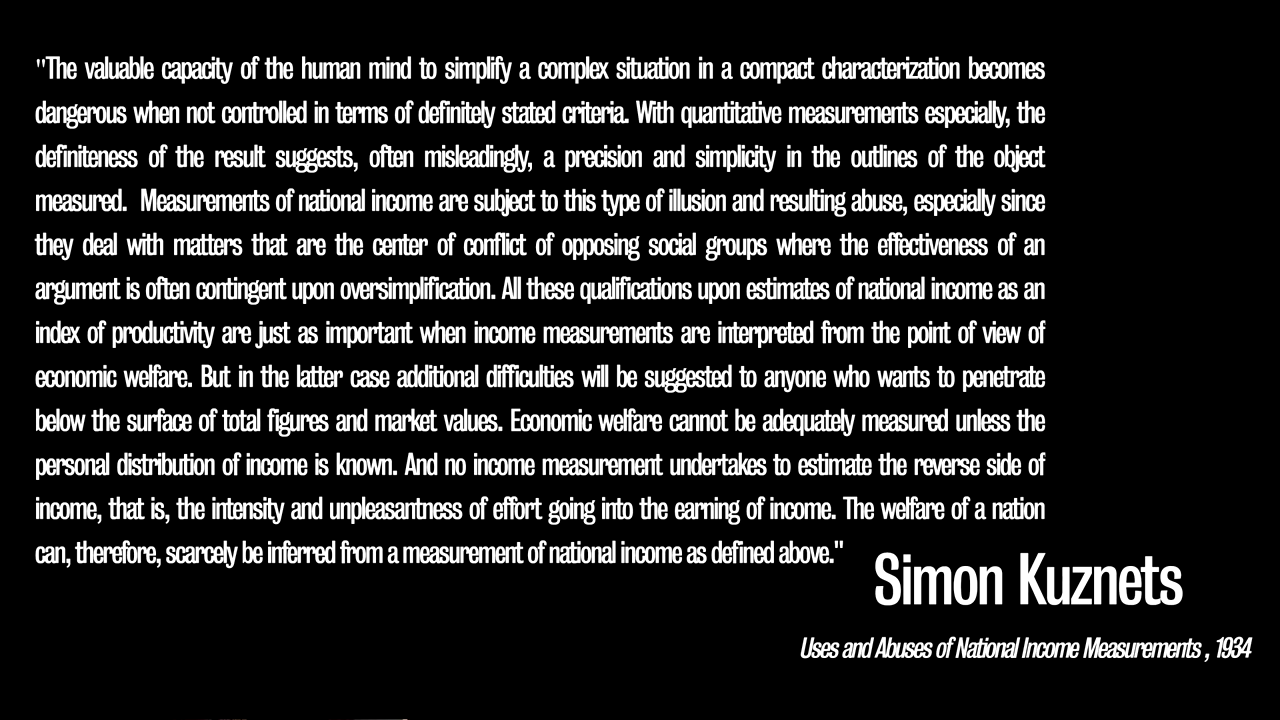 "The valuable capacity of the human mind to simplify a complex situation in a compact characterization becomes
dangerous when not controlled in terms of definitely stated criteria. With quantitative measurements especially, the
definiteness of the result suggests, often misleadingly, a precision and simplicity in the outlines of the object
measured.  Measurements of national income are subject to this type of illusion and resulting abuse, especially since
they deal with matters that are the center of conflict of opposing social groups where the effectiveness of an
argument is often contingent upon oversimplification. All these qualifications upon estimates of national income as an
index of productivity are just as important when income measurements are interpreted from the point of view of
economic welfare. But in the latter case additional difficulties will be suggested to anyone who wants to penetrate
below the surface of total figures and market values. Economic welfare cannot be adequately measured unless the
personal distribution of income is known. And no income measurement undertakes to estimate the reverse side of
income, that is, the intensity and unpleasantness of effort going into the earning of income. The welfare of a nation
can, therefore, scarcely be inferred from a measurement of national income as defined above."
Simon Kuznets
Uses and Abuses of National Income Measurements , 1934